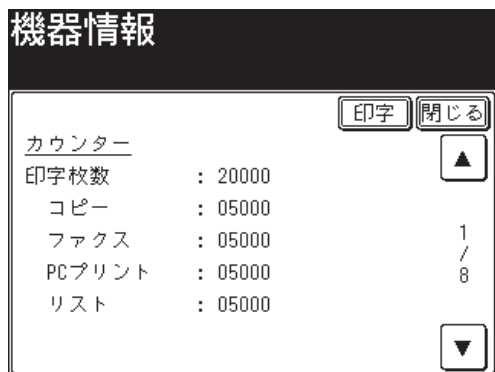 機器情報
印字 閉じる
カウンター
▲
印字枚数 : 20000
コピー : 05000
ファクス : 05000
PCプリント : 05000
リスト : 05000
1
/
8
▼